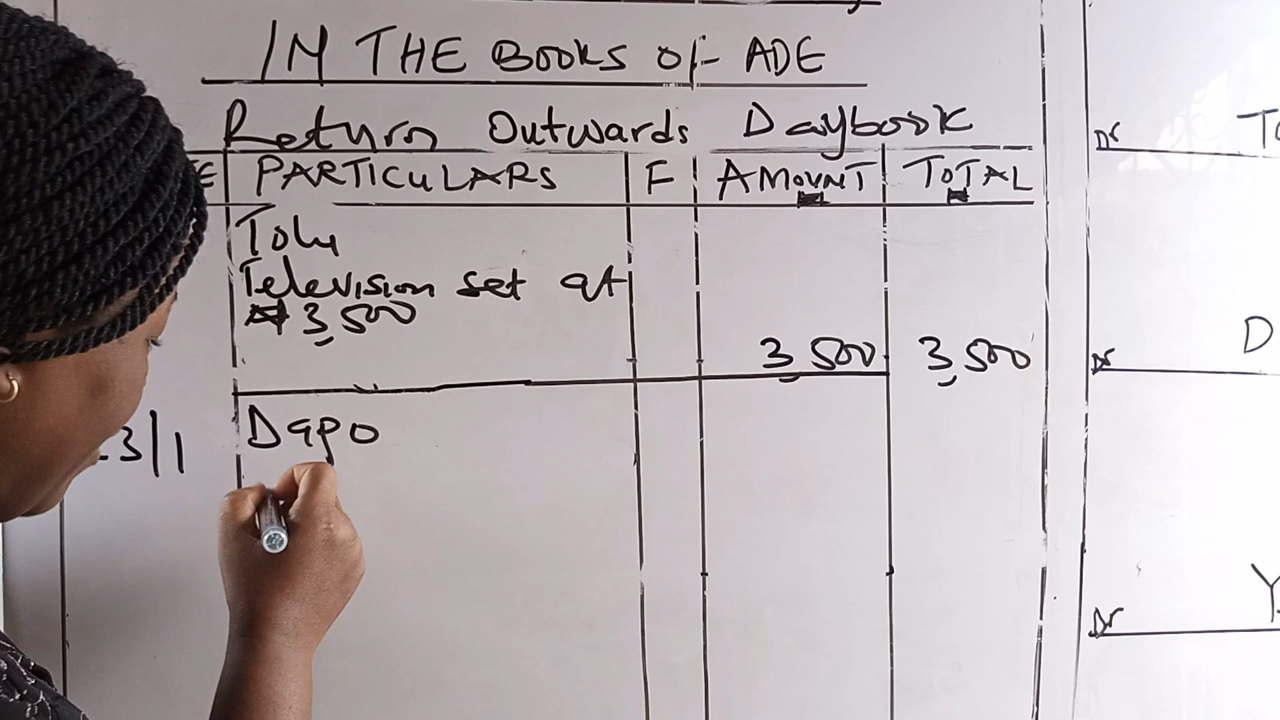 IN THE BOOKS OF ADE
Return Outwards Daybook
E PARTICULARS F AMOUNT TOTAL
Tolu
Television set at
₦3,500
3,500 3,500
23/1 Dapo
Dr To
Dr D
Dr Y